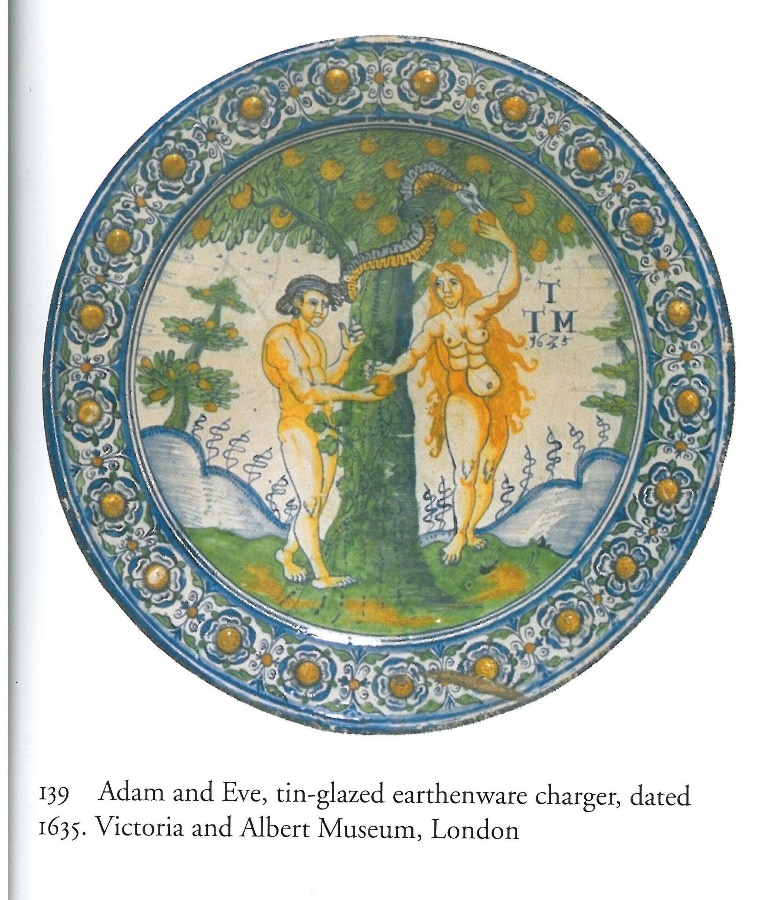 T
T M
1635
139 Adam and Eve, tin-glazed earthenware charger, dated
1635. Victoria and Albert Museum, London